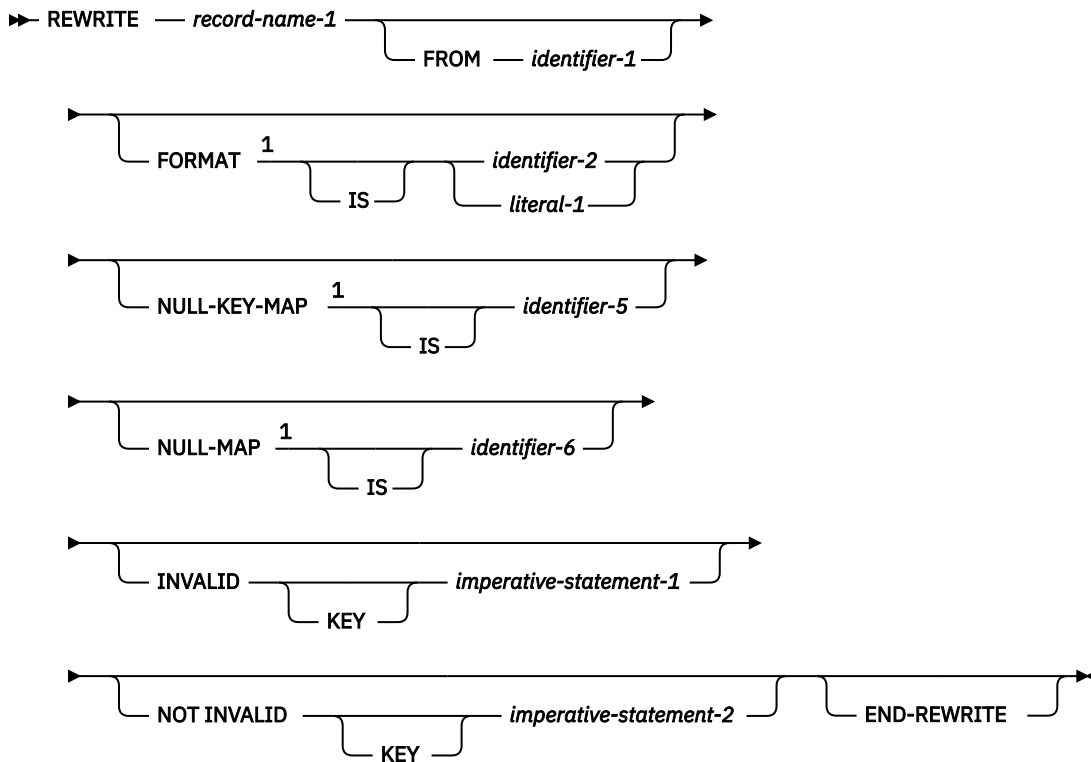 REWRITE record-name-1
FROM identifier-1
FORMAT 1 identifier-2
IS literal-1
NULL-KEY-MAP 1 identifier-5
IS
NULL-MAP 1 identifier-6
IS
INVALID imperative-statement-1
KEY
NOT INVALID imperative-statement-2 END-REWRITE
KEY